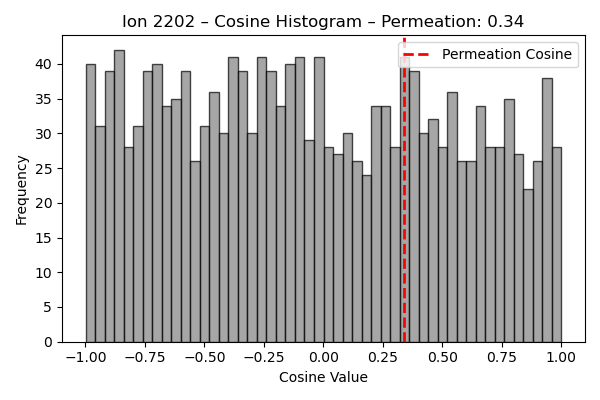 Ion 2202 – Cosine Histogram – Permeation: 0.34
Permeation Cosine
Frequency
40
35
30
25
20
15
10
5
0
−1.00 −0.75 −0.50 −0.25 0.00 0.25 0.50 0.75 1.00
Cosine Value